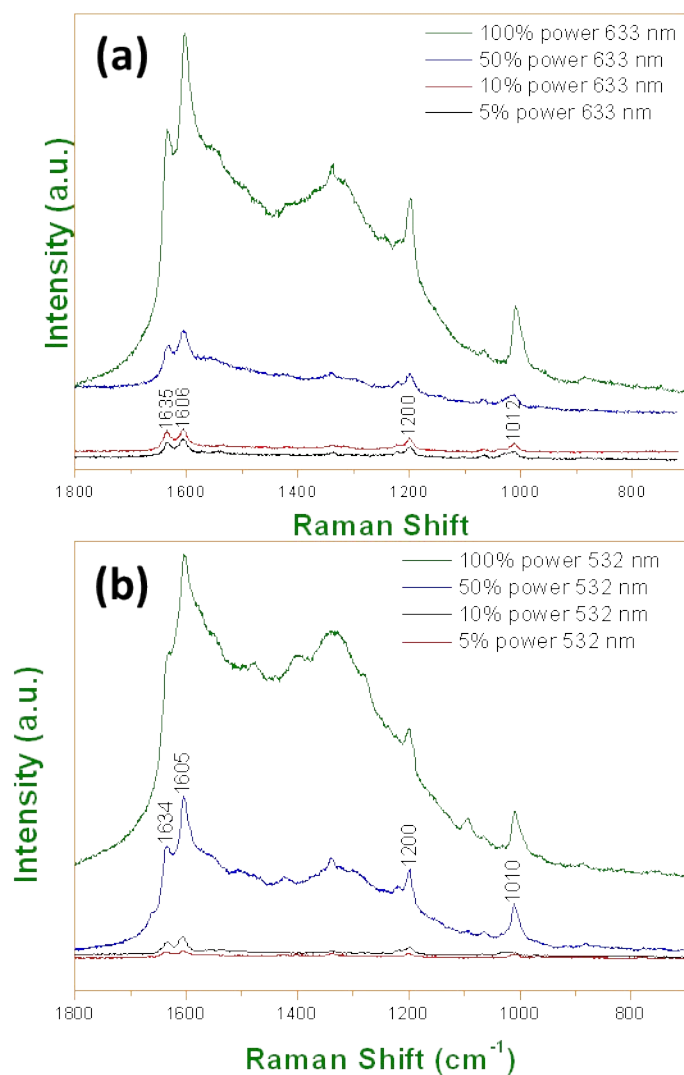 (a)
100% power 633 nm
50% power 633 nm
10% power 633 nm
5% power 633 nm
Intensity (a.u.)
1635
1606
1200
1012
1800
1600
1400
1200
1000
800
Raman Shift
(b)
100% power 532 nm
50% power 532 nm
10% power 532 nm
5% power 532 nm
Intensity (a.u.)
1634
1605
1200
1010
1800
1600
1400
1200
1000
800
Raman Shift (cm⁻¹)